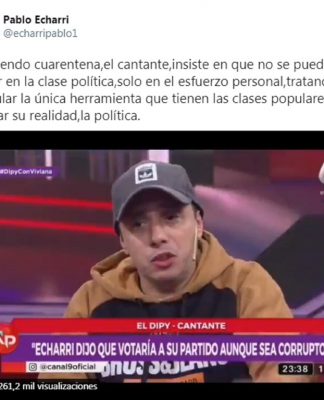 Pablo Echarri
@echarripablo1
endo cuarentena,el cantante,insiste en que no se pued
r en la clase política,solo en el esfuerzo personal,tratand
ular la única herramienta que tienen las clases populare
ar su realidad,la política.
#DipyConViviana
EL DIPY - CANTANTE
"ECHARRI DIJO QUE VOTARÍA A SU PARTIDO AUNQUE SEA CORRUPTO
@canal9oficial
23:38
261,2 mil visualizaciones